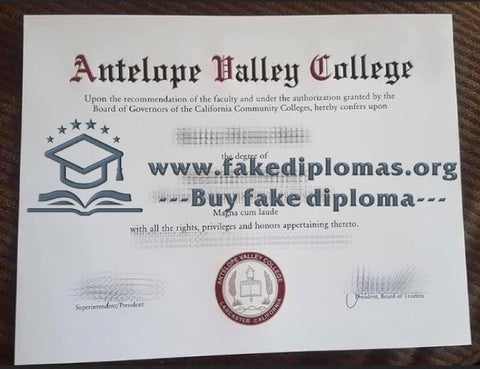 Antelope Valley College
Upon the recommendation of the faculty and under the authorization granted by the
Board of Governors of the California Community Colleges, hereby confers upon
the degree of
www.fakediplomas.org
---Buy fake diploma---
Magna cum laude
with all the rights, privileges and honors appertaining thereto.
ANTELOPE VALLEY COLLEGE
LANCASTER CALIFORNIA
Superintendent/President
President, Board of Trustees